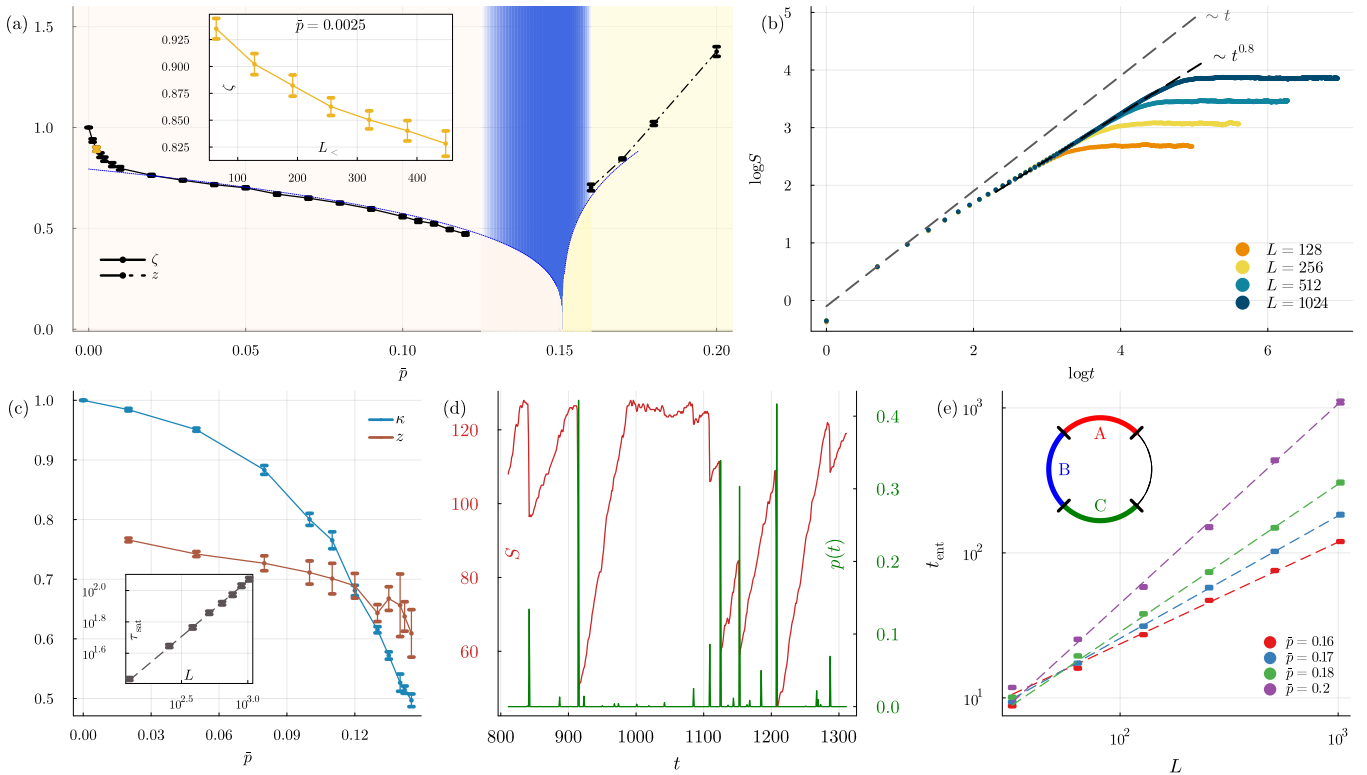 (a)
1.5
1.0
0.5
0.0
0.00
0.05
0.10
0.15
0.20
p̄
ζ
z
p̄ = 0.0025
0.925
0.900
0.875
0.850
0.825
ζ
L<
100
200
300
400
(b)
5
4
3
2
1
0
logS
0
2
4
6
logt
~ t
~ t^0.8
L = 128
L = 256
L = 512
L = 1024
(c)
1.0
0.9
0.8
0.7
0.6
0.5
0.00
0.03
0.06
0.09
0.12
p̄
κ
z
10^2.0
10^1.8
10^1.6
τsat
L
10^2.5
10^3.0
(d)
120
100
80
60
S
800
900
1000
1100
1200
1300
t
0.4
0.3
0.2
0.1
0.0
p(t)
(e)
10^3
10^2
10^1
t_ent
10^2
10^3
L
A
B
C
p̄ = 0.16
p̄ = 0.17
p̄ = 0.18
p̄ = 0.2